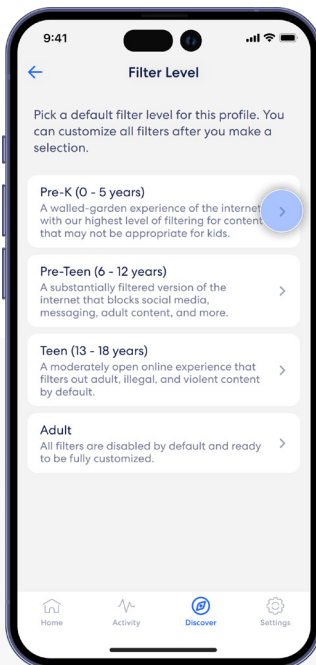 9:41
Filter Level
Pick a default filter level for this profile. You
can customize all filters after you make a
selection.
Pre-K (0 - 5 years)
A walled-garden experience of the internet
with our highest level of filtering for content
that may not be appropriate for kids.
Pre-Teen (6 - 12 years)
A substantially filtered version of the
internet that blocks social media,
messaging, adult content, and more.
Teen (13 - 18 years)
A moderately open online experience that
filters out adult, illegal, and violent content
by default.
Adult
All filters are disabled by default and ready
to be fully customized.
Home Activity Discover Settings